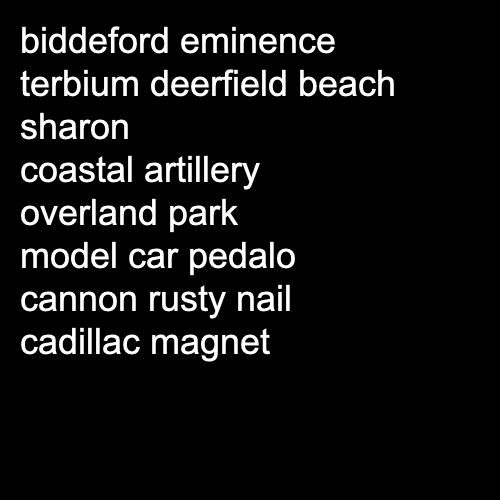 biddeford eminence
terbium deerfield beach
sharon
coastal artillery
overland park
model car pedalo
cannon rusty nail
cadillac magnet